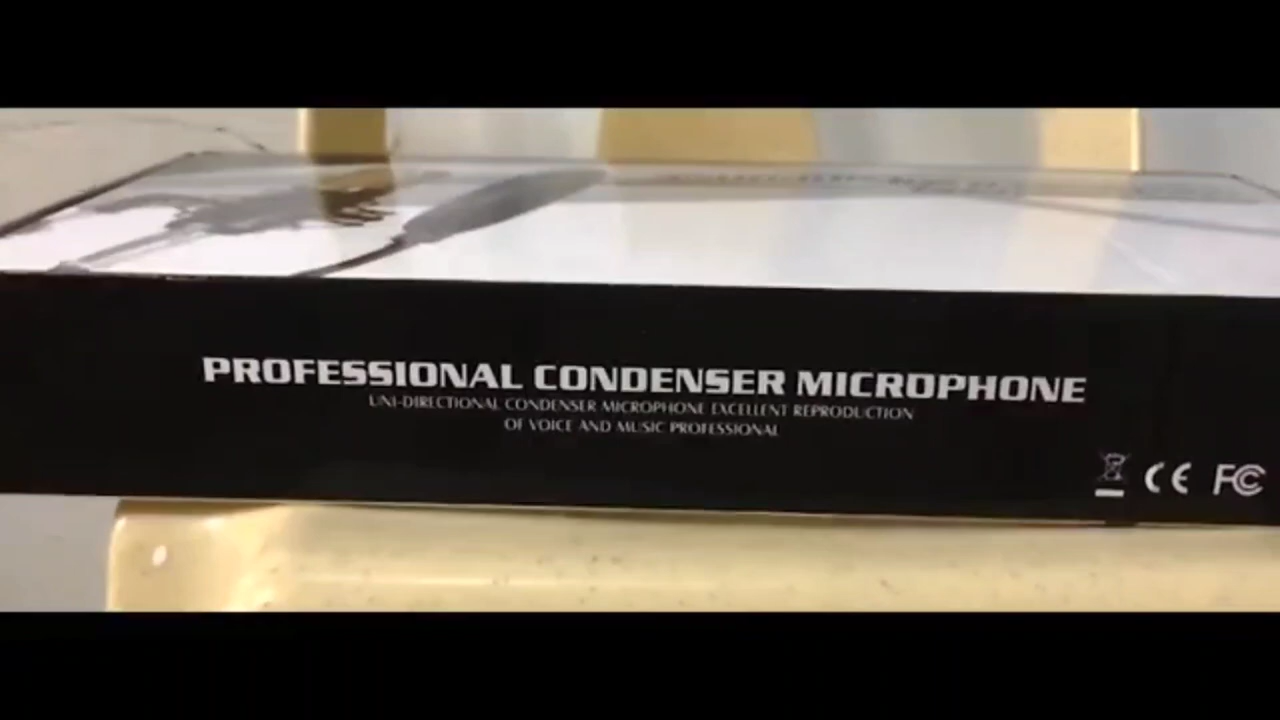 PROFESSIONAL CONDENSER MICROPHONE
UNI-DIRECTIONAL CONDENSER MICROPHONE EXCELLENT REPRODUCTION
OF VOICE AND MUSIC PROFESSIONAL
CE FC